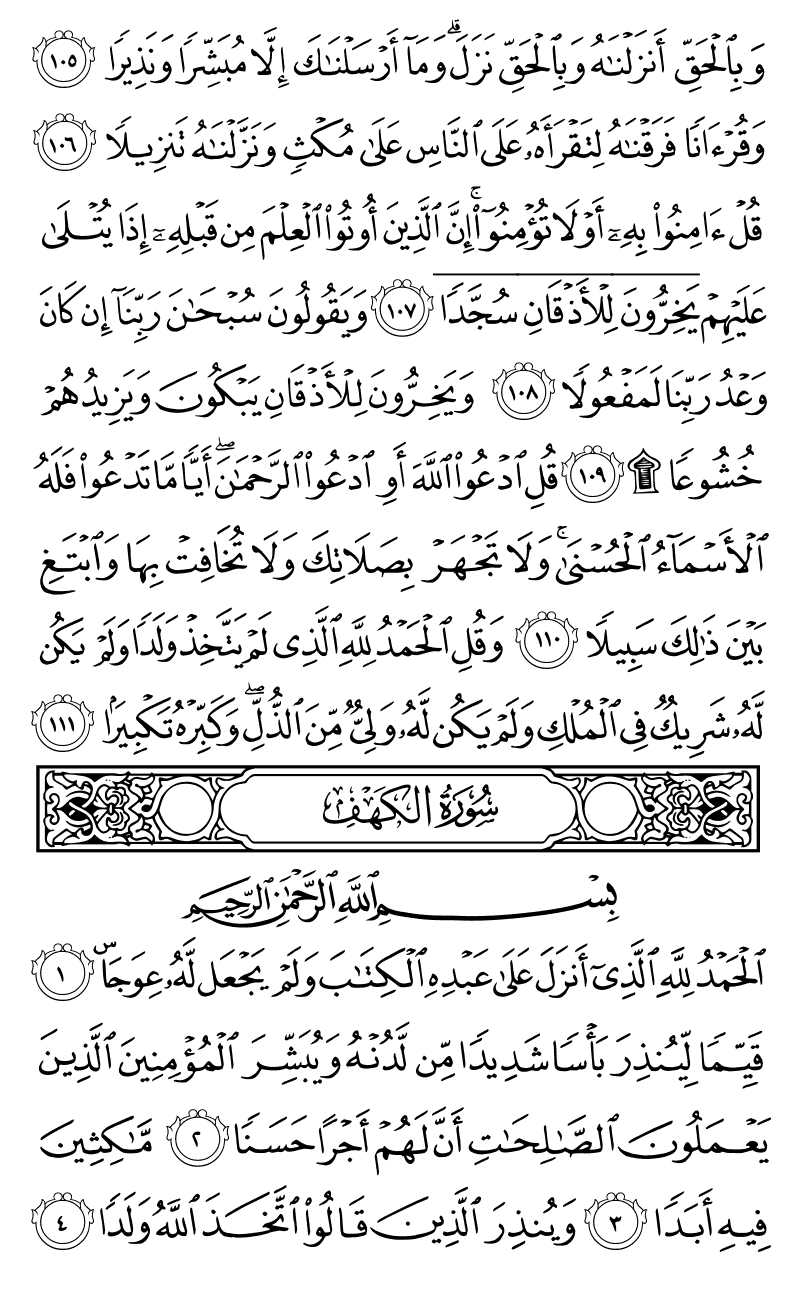 وَبِٱلْحَقِّ أَنزَلْنَٰهُ وَبِٱلْحَقِّ نَزَلَ ۗ وَمَآ أَرْسَلْنَٰكَ إِلَّا مُبَشِّرًا وَنَذِيرًا ١٠٥
وَقُرْءَانًا فَرَقْنَٰهُ لِتَقْرَأَهُۥ عَلَى ٱلنَّاسِ عَلَىٰ مُكْثٍ وَنَزَّلْنَٰهُ تَنزِيلًا ١٠٦
قُلْ ءَامِنُوا۟ بِهِۦٓ أَوْ لَا تُؤْمِنُوٓا۟ ۚ إِنَّ ٱلَّذِينَ أُوتُوا۟ ٱلْعِلْمَ مِن قَبْلِهِۦٓ إِذَا يُتْلَىٰ
عَلَيْهِمْ يَخِرُّونَ لِلْأَذْقَانِ سُجَّدًا ١٠٧ وَيَقُولُونَ سُبْحَٰنَ رَبِّنَآ إِن كَانَ
وَعْدُ رَبِّنَا لَمَفْعُولًا ١٠٨ وَيَخِرُّونَ لِلْأَذْقَانِ يَبْكُونَ وَيَزِيدُهُمْ
خُشُوعًا ۩ ١٠٩ قُلِ ٱدْعُوا۟ ٱللَّهَ أَوِ ٱدْعُوا۟ ٱلرَّحْمَٰنَ ۖ أَيًّا مَّا تَدْعُوا۟ فَلَهُ
ٱلْأَسْمَآءُ ٱلْحُسْنَىٰ ۚ وَلَا تَجْهَرْ بِصَلَاتِكَ وَلَا تُخَافِتْ بِهَا وَٱبْتَغِ
بَيْنَ ذَٰلِكَ سَبِيلًا ١١٠ وَقُلِ ٱلْحَمْدُ لِلَّهِ ٱلَّذِى لَمْ يَتَّخِذْ وَلَدًا وَلَمْ يَكُن
لَّهُۥ شَرِيكٌ فِى ٱلْمُلْكِ وَلَمْ يَكُن لَّهُۥ وَلِىٌّ مِّنَ ٱلذُّلِّ ۖ وَكَبِّرْهُ تَكْبِيرًۢا ١١١
سُورَةُ الكَهْفِ
بِسْمِ ٱللَّهِ ٱلرَّحْمَٰنِ ٱلرَّحِيمِ
ٱلْحَمْدُ لِلَّهِ ٱلَّذِىٓ أَنزَلَ عَلَىٰ عَبْدِهِ ٱلْكِتَٰبَ وَلَمْ يَجْعَل لَّهُۥ عِوَجَا ۜ ١
قَيِّمًا لِّيُنذِرَ بَأْسًا شَدِيدًا مِّن لَّدُنْهُ وَيُبَشِّرَ ٱلْمُؤْمِنِينَ ٱلَّذِينَ
يَعْمَلُونَ ٱلصَّٰلِحَٰتِ أَنَّ لَهُمْ أَجْرًا حَسَنًا ٢ مَّٰكِثِينَ
فِيهِ أَبَدًا ٣ وَيُنذِرَ ٱلَّذِينَ قَالُوا۟ ٱتَّخَذَ ٱللَّهُ وَلَدًا ٤